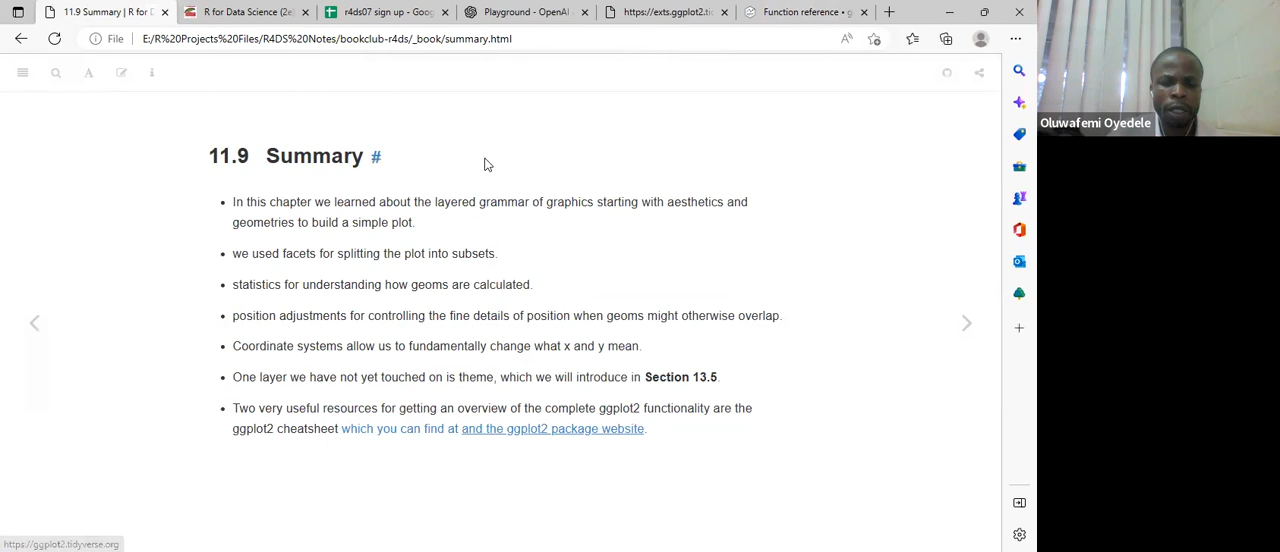 11.9 Summary | R for D
R for Data Science (2e)
r4ds07 sign up - Goog
Playground - OpenAI
https://exts.ggplot2.tid
Function reference • g
File
E:/R%20Projects%20Files/R4DS%20Notes/bookclub-r4ds/_book/summary.html
Oluwafemi Oyedele
11.9 Summary #
• In this chapter we learned about the layered grammar of graphics starting with aesthetics and
geometries to build a simple plot.
• we used facets for splitting the plot into subsets.
• statistics for understanding how geoms are calculated.
• position adjustments for controlling the fine details of position when geoms might otherwise overlap.
• Coordinate systems allow us to fundamentally change what x and y mean.
• One layer we have not yet touched on is theme, which we will introduce in Section 13.5.
• Two very useful resources for getting an overview of the complete ggplot2 functionality are the
ggplot2 cheatsheet which you can find at and the ggplot2 package website.
https://ggplot2.tidyverse.org